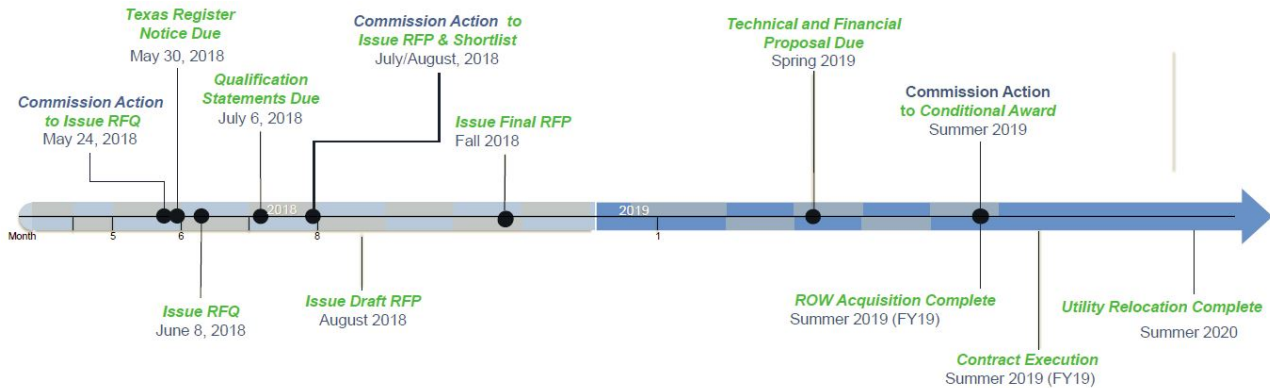 Texas Register
Notice Due
May 30, 2018
Commission Action to
Issue RFP & Shortlist
July/August, 2018
Technical and Financial
Proposal Due
Spring 2019
Qualification
Statements Due
July 6, 2018
Commission Action
to Issue RFQ
May 24, 2018
Issue Final RFP
Fall 2018
Commission Action
to Conditional Award
Summer 2019
2018
2019
Month
5
6
8
1
Issue RFQ
June 8, 2018
Issue Draft RFP
August 2018
ROW Acquisition Complete
Summer 2019 (FY19)
Utility Relocation Complete
Summer 2020
Contract Execution
Summer 2019 (FY19)